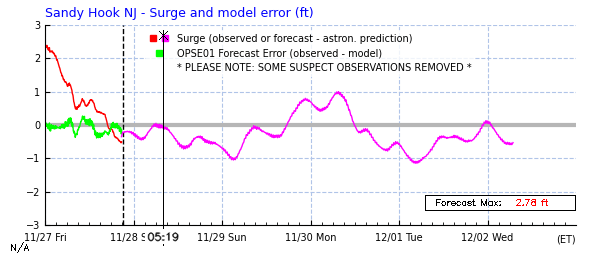 Sandy Hook NJ - Surge and model error (ft)
Surge (observed or forecast - astron. prediction)
OPSE01 Forecast Error (observed - model)
* PLEASE NOTE: SOME SUSPECT OBSERVATIONS REMOVED *
3
2
1
0
−1
−2
−3
Forecast Max: 2.78 ft
11/27 Fri 11/28 05:19 11/29 Sun 11/30 Mon 12/01 Tue 12/02 Wed (ET)
N/A